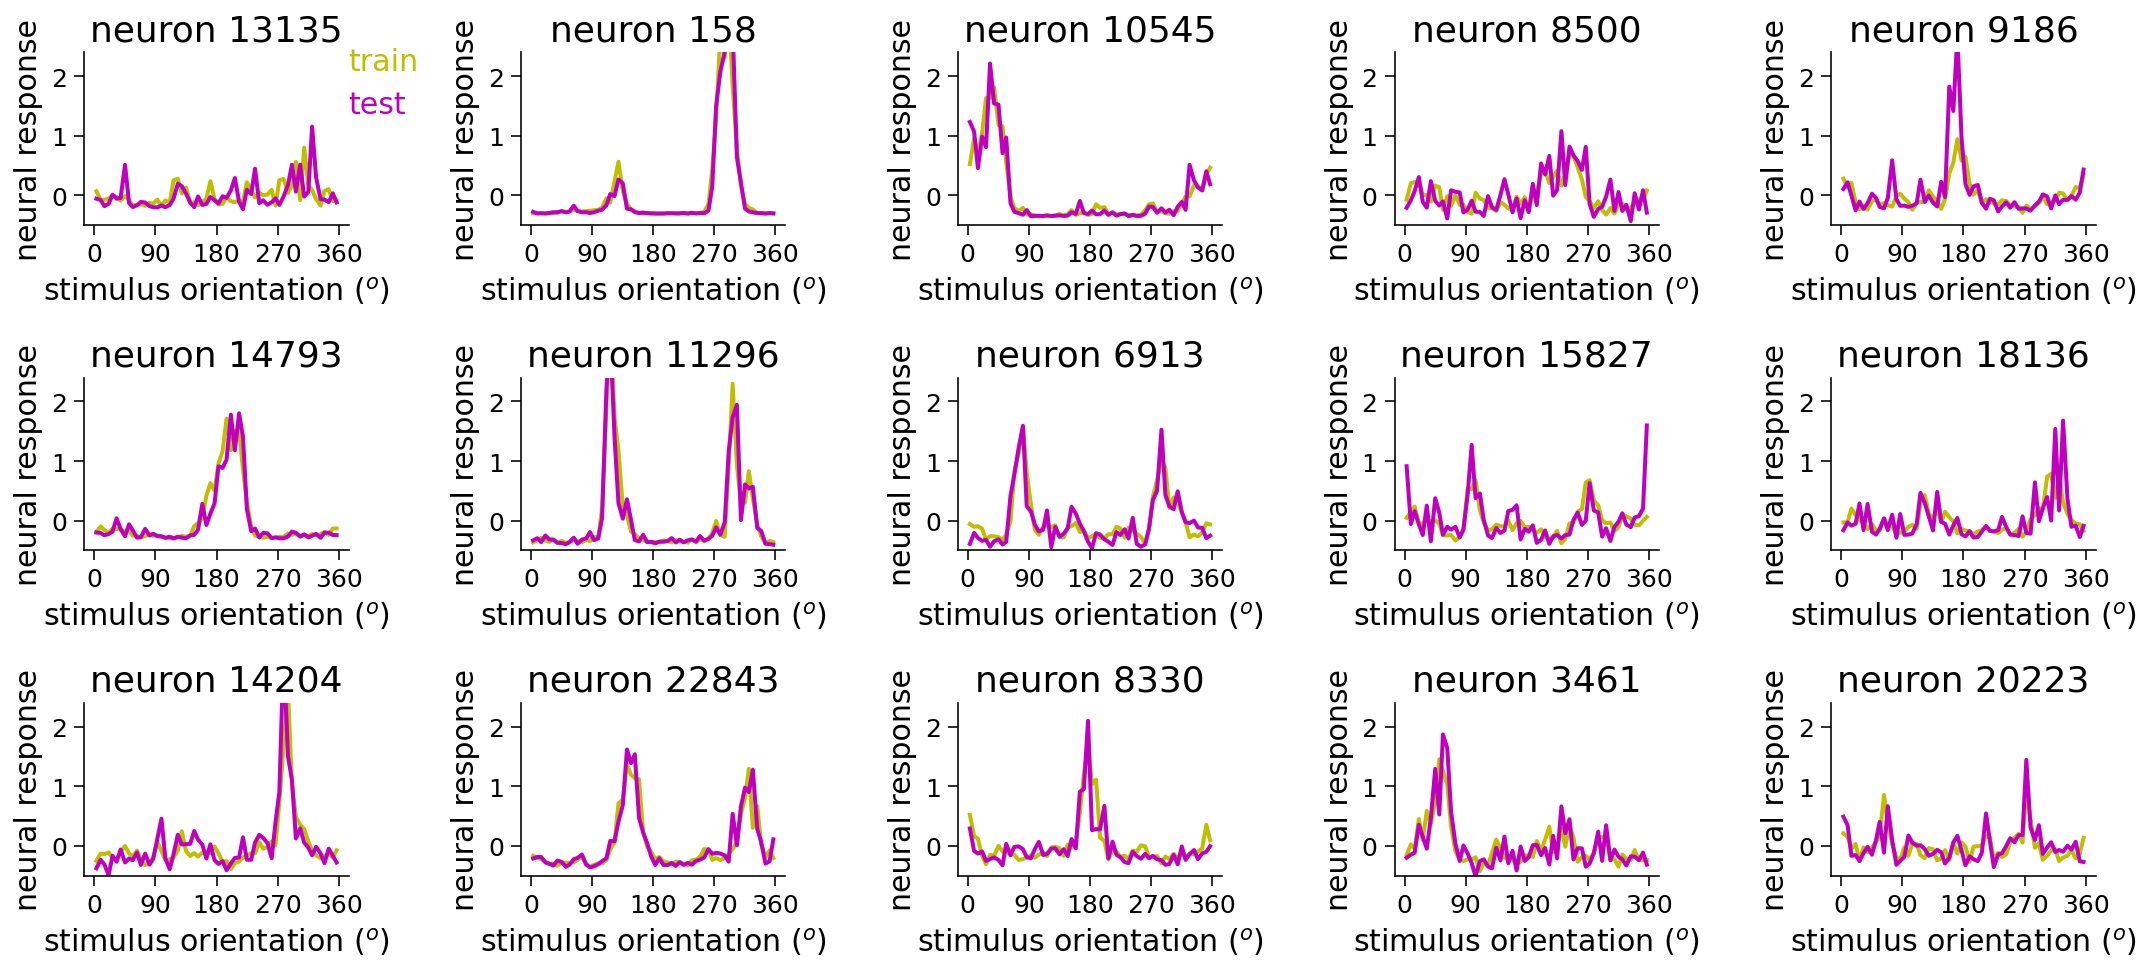 neuron 13135
neural response
2
1
0
0 90 180 270 360
stimulus orientation (o)
train
test
neuron 158
neural response
2
1
0
0 90 180 270 360
stimulus orientation (o)
neuron 10545
neural response
2
1
0
0 90 180 270 360
stimulus orientation (o)
neuron 8500
neural response
2
1
0
0 90 180 270 360
stimulus orientation (o)
neuron 9186
neural response
2
1
0
0 90 180 270 360
stimulus orientation (o)
neuron 14793
neural response
2
1
0
0 90 180 270 360
stimulus orientation (o)
neuron 11296
neural response
2
1
0
0 90 180 270 360
stimulus orientation (o)
neuron 6913
neural response
2
1
0
0 90 180 270 360
stimulus orientation (o)
neuron 15827
neural response
2
1
0
0 90 180 270 360
stimulus orientation (o)
neuron 18136
neural response
2
1
0
0 90 180 270 360
stimulus orientation (o)
neuron 14204
neural response
2
1
0
0 90 180 270 360
stimulus orientation (o)
neuron 22843
neural response
2
1
0
0 90 180 270 360
stimulus orientation (o)
neuron 8330
neural response
2
1
0
0 90 180 270 360
stimulus orientation (o)
neuron 3461
neural response
2
1
0
0 90 180 270 360
stimulus orientation (o)
neuron 20223
neural response
2
1
0
0 90 180 270 360
stimulus orientation (o)